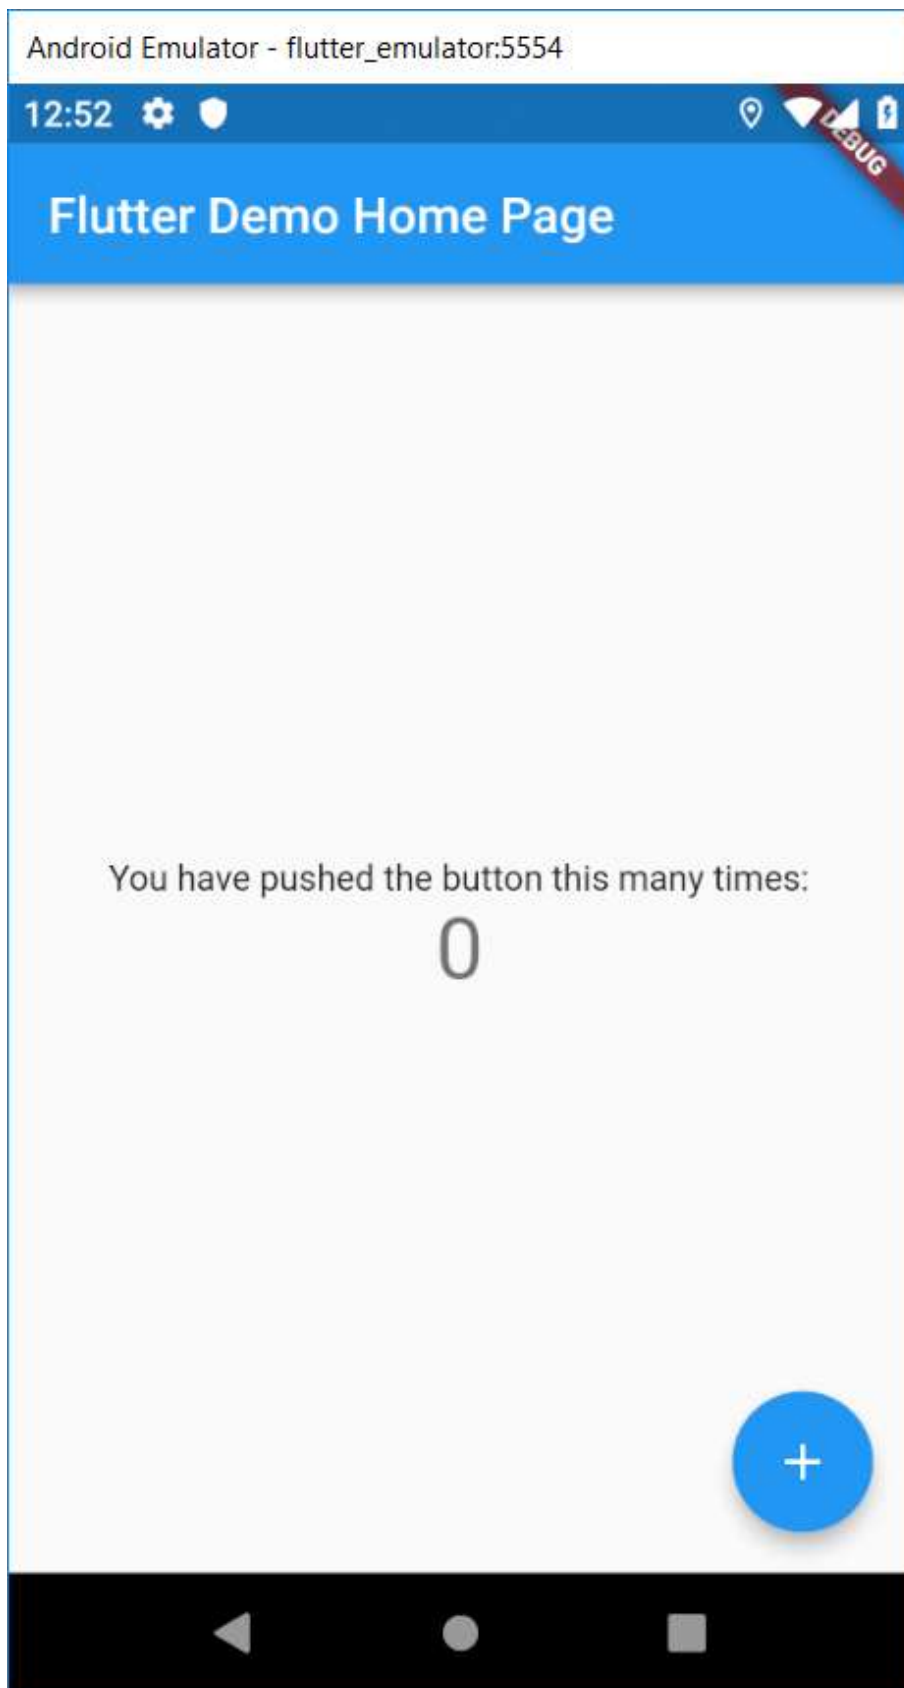 Android Emulator - flutter_emulator:5554
12:52
DEBUG
Flutter Demo Home Page
You have pushed the button this many times:
0
+